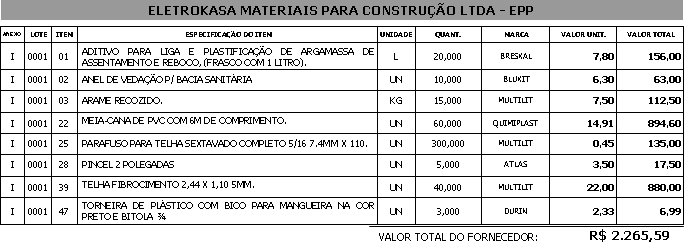 ELETROKASA MATERIAIS PARA CONSTRUÇÃO LTDA - EPP
ANEXO LOTE ITEM ESPECIFICAÇÃO DO ITEM UNIDADE QUANT. MARCA VALOR UNIT. VALOR TOTAL
I 0001 01 ADITIVO PARA LIGA E PLASTIFICAÇÃO DE ARGAMASSA DE ASSENTAMENTO E REBOCO, (FRASCO COM 1 LITRO). L 20,000 BRESKAL 7,80 156,00
I 0001 02 ANEL DE VEDAÇÃO P/ BACIA SANITÁRIA UN 10,000 BLUKIT 6,30 63,00
I 0001 03 ARAME RECOZIDO. KG 15,000 MULTILIT 7,50 112,50
I 0001 22 MEIA-CANA DE PVC COM 6M DE COMPRIMENTO. UN 60,000 QUIMIPLAST 14,91 894,60
I 0001 25 PARAFUSO PARA TELHA SEXTAVADO COMPLETO 5/16 7.4MM X 110. UN 300,000 MULTILIT 0,45 135,00
I 0001 28 PINCEL 2 POLEGADAS UN 5,000 ATLAS 3,50 17,50
I 0001 39 TELHA FIBROCIMENTO 2,44 X 1,10 5MM. UN 40,000 MULTILIT 22,00 880,00
I 0001 47 TORNEIRA DE PLÁSTICO COM BICO PARA MANGUEIRA NA COR PRETO E BITOLA ¾ UN 3,000 DURIN 2,33 6,99
VALOR TOTAL DO FORNECEDOR: R$ 2.265,59